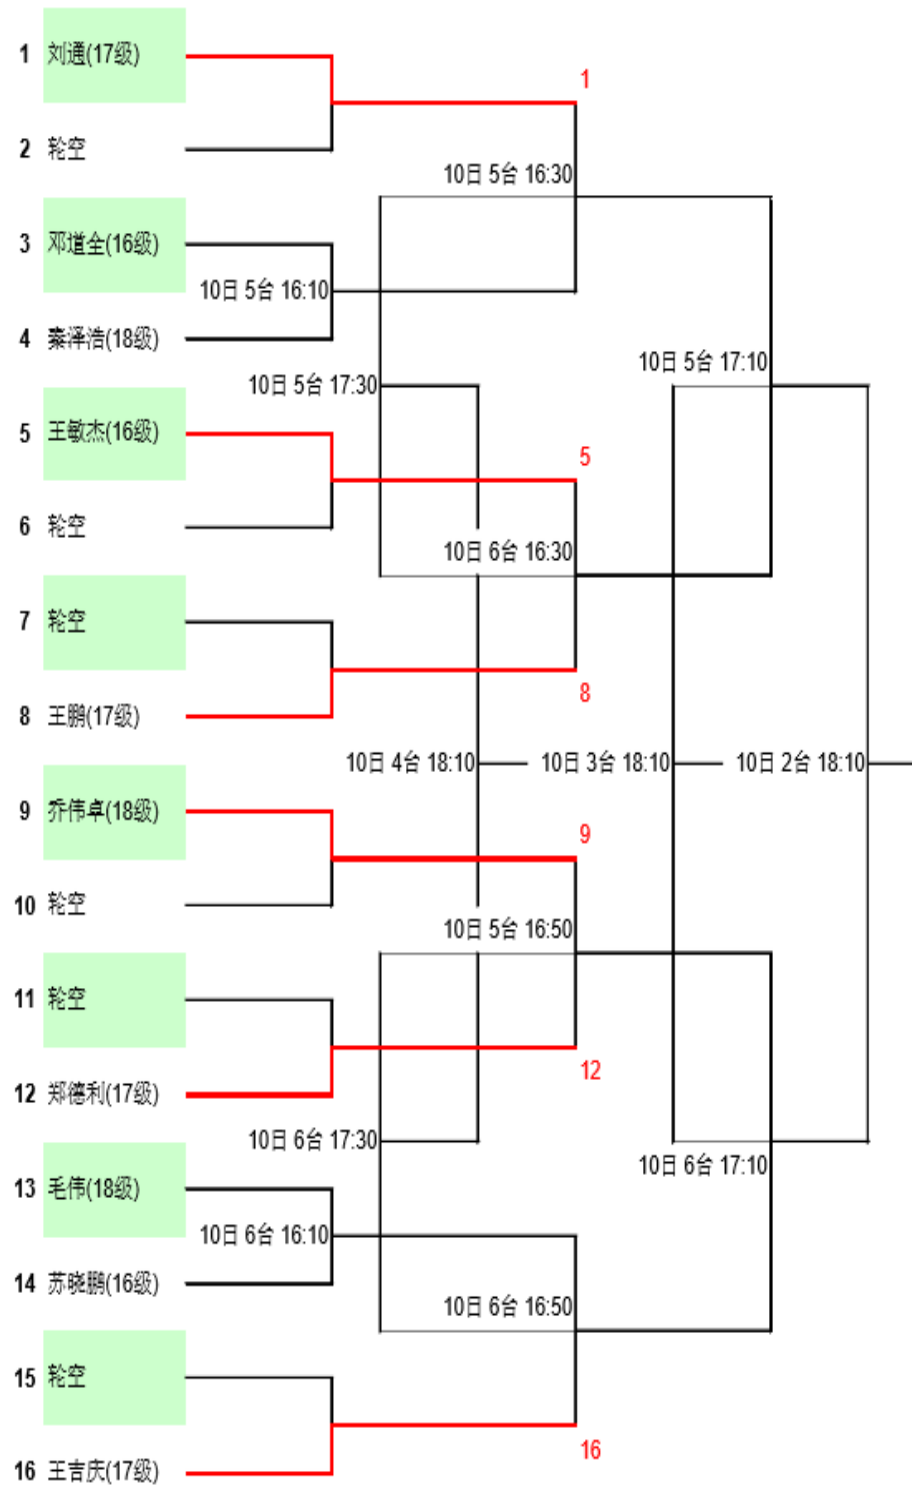 1 刘通(17级)
1
2 轮空
10日 5台 16:30
3 邓道全(16级)
10日 5台 16:10
4 秦泽浩(18级)
10日 5台 17:10
10日 5台 17:30
5 王敏杰(16级)
5
6 轮空
10日 6台 16:30
7 轮空
8
8 王鹏(17级)
10日 4台 18:10
10日 3台 18:10
10日 2台 18:10
9 乔伟卓(18级)
9
10 轮空
10日 5台 16:50
11 轮空
12
12 郑德利(17级)
10日 6台 17:30
10日 6台 17:10
13 毛伟(18级)
10日 6台 16:10
14 苏晓鹏(16级)
10日 6台 16:50
15 轮空
16
16 王吉庆(17级)